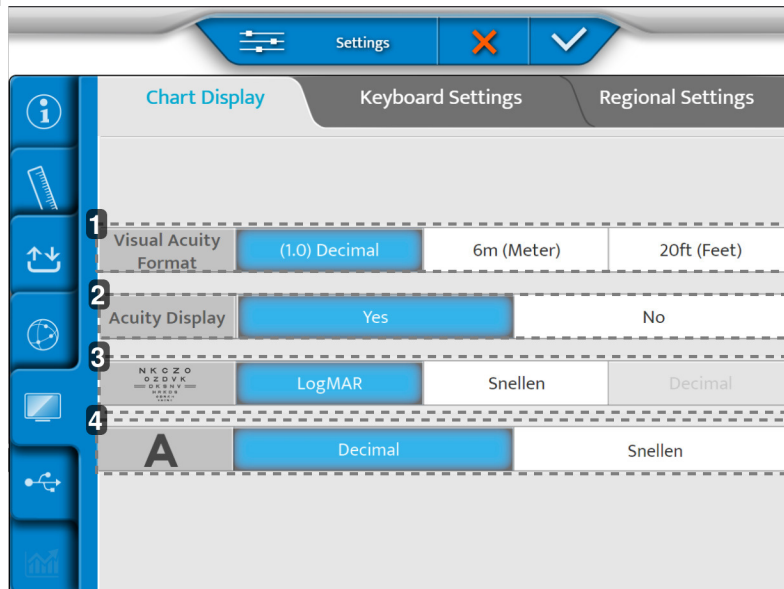 Settings
Chart Display Keyboard Settings Regional Settings
1
Visual Acuity Format (1.0) Decimal 6m (Meter) 20ft (Feet)
2
Acuity Display Yes No
3
N K C Z O
O Z D V K
LogMAR Snellen Decimal
4
A Decimal Snellen